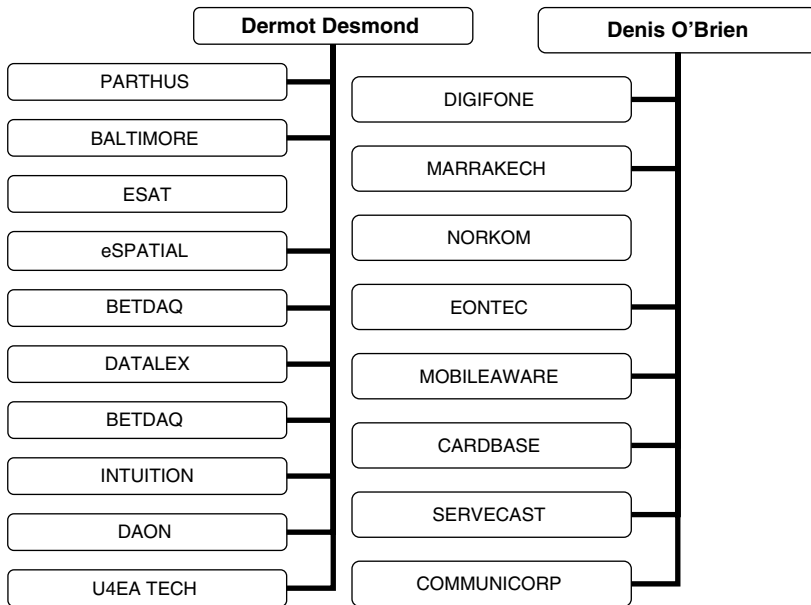 Dermot Desmond
PARTHUS
BALTIMORE
ESAT
eSPATIAL
BETDAQ
DATALEX
BETDAQ
INTUITION
DAON
U4EA TECH
Denis O’Brien
DIGIFONE
MARRAKECH
NORKOM
EONTEC
MOBILEAWARE
CARDBASE
SERVECAST
COMMUNICORP